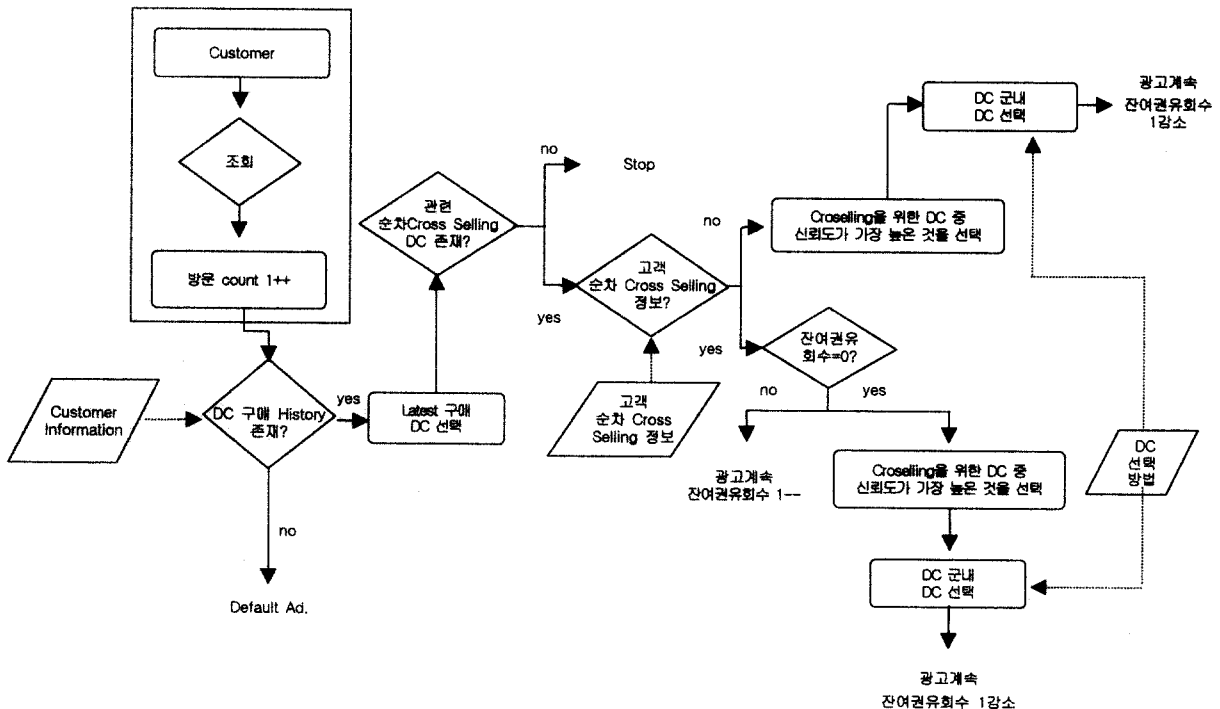 Customer
조회
방문 count 1++
Customer
Information
DC 구매 History
존재?
yes
no
Default Ad.
Latest 구매
DC 선택
관련
순차Cross Selling
DC 존재?
no
Stop
yes
고객
순차 Cross Selling
정보?
고객
순차 Cross
Selling 정보
no
Croselling을 위한 DC 중
신뢰도가 가장 높은 것을 선택
DC 군내
DC 선택
광고계속
잔여권유회수
1감소
yes
잔여권유
회수=0?
no
yes
광고계속
잔여권유회수 1--
Croselling을 위한 DC 중
신뢰도가 가장 높은 것을 선택
DC
선택
방법
DC 군내
DC 선택
광고계속
잔여권유회수 1감소